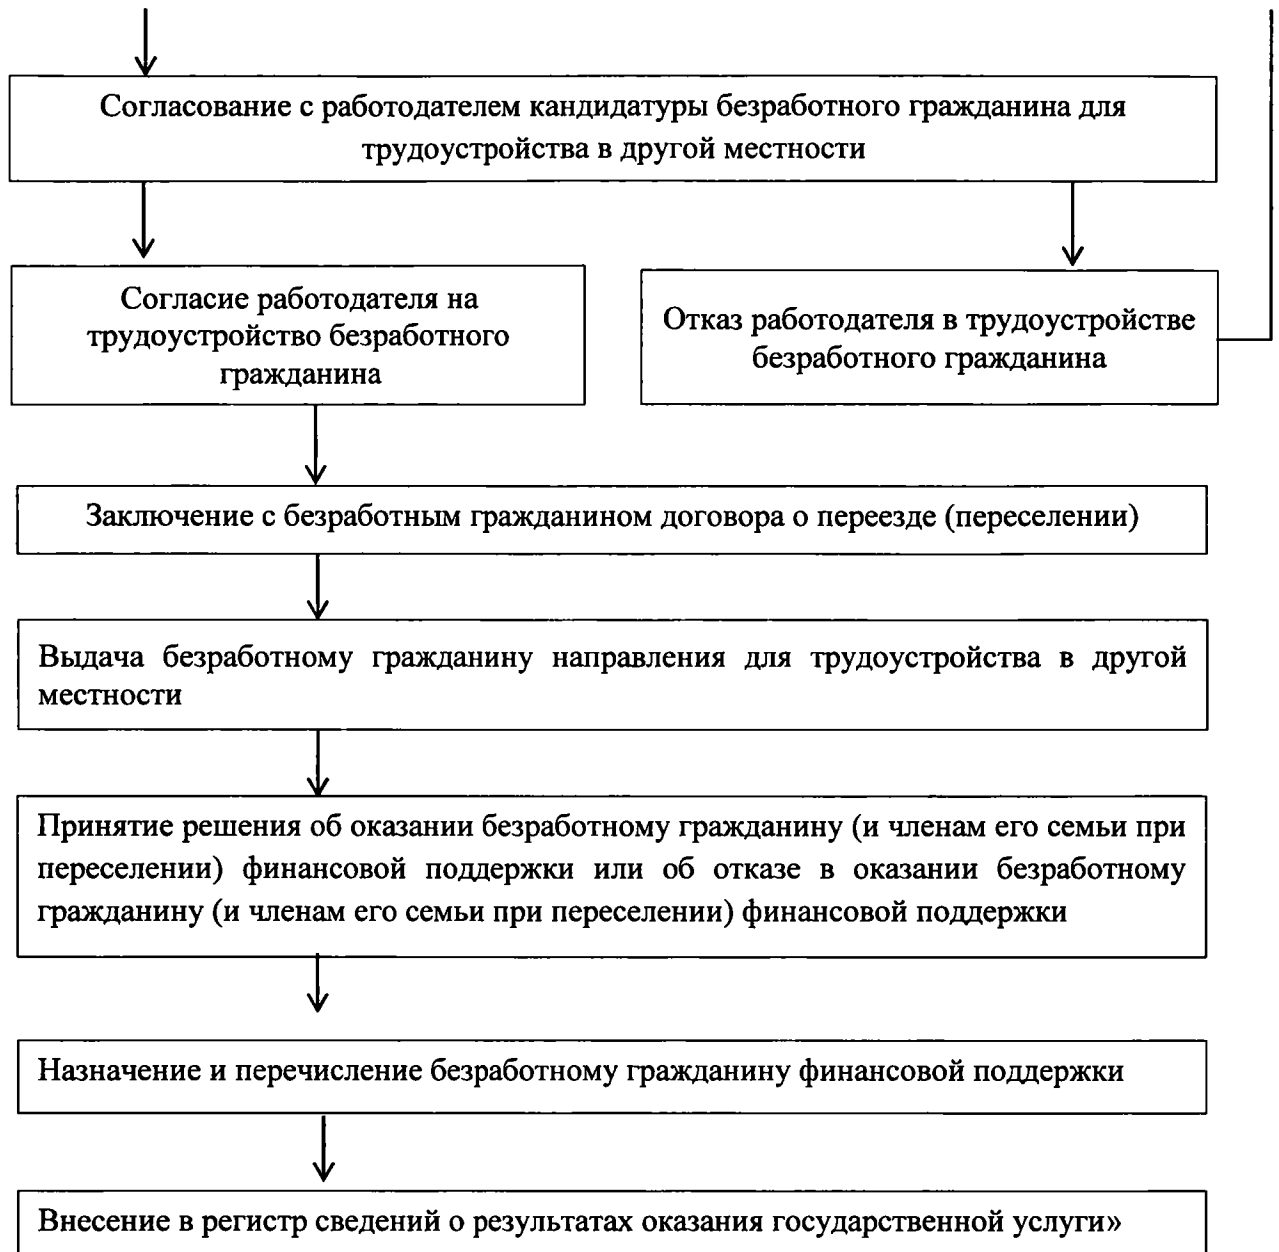 Согласование с работодателем кандидатуры безработного гражданина для
трудоустройства в другой местности
Согласие работодателя на
трудоустройство безработного
гражданина
Отказ работодателя в трудоустройстве
безработного гражданина
Заключение с безработным гражданином договора о переезде (переселении)
Выдача безработному гражданину направления для трудоустройства в другой
местности
Принятие решения об оказании безработному гражданину (и членам его семьи при
переселении) финансовой поддержки или об отказе в оказании безработному
гражданину (и членам его семьи при переселении) финансовой поддержки
Назначение и перечисление безработному гражданину финансовой поддержки
Внесение в регистр сведений о результатах оказания государственной услуги»